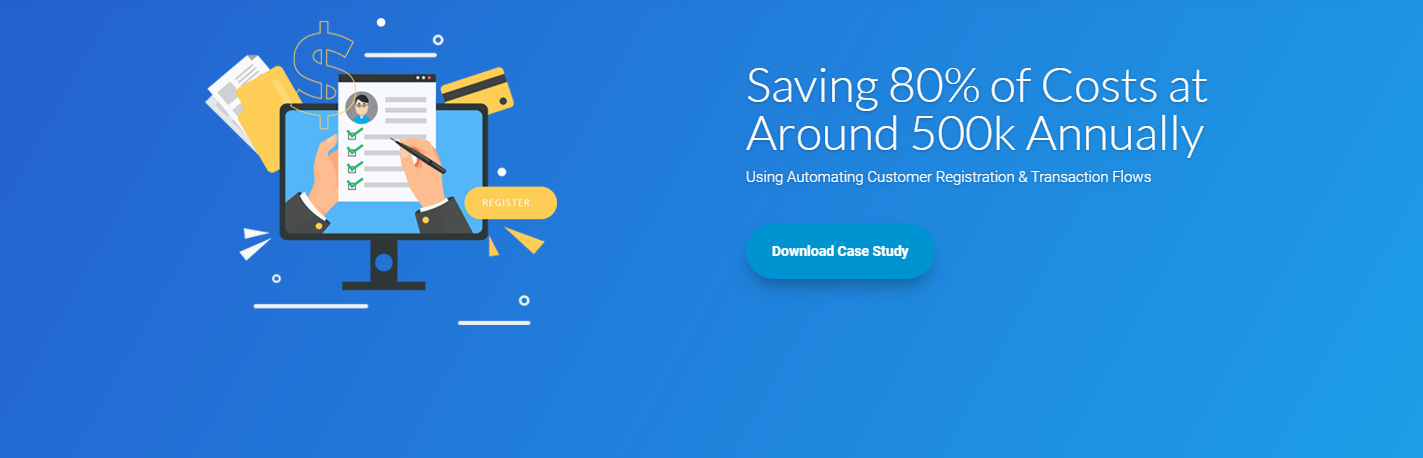 Saving 80% of Costs at
Around 500k Annually
Using Automating Customer Registration & Transaction Flows
REGISTER
Download Case Study